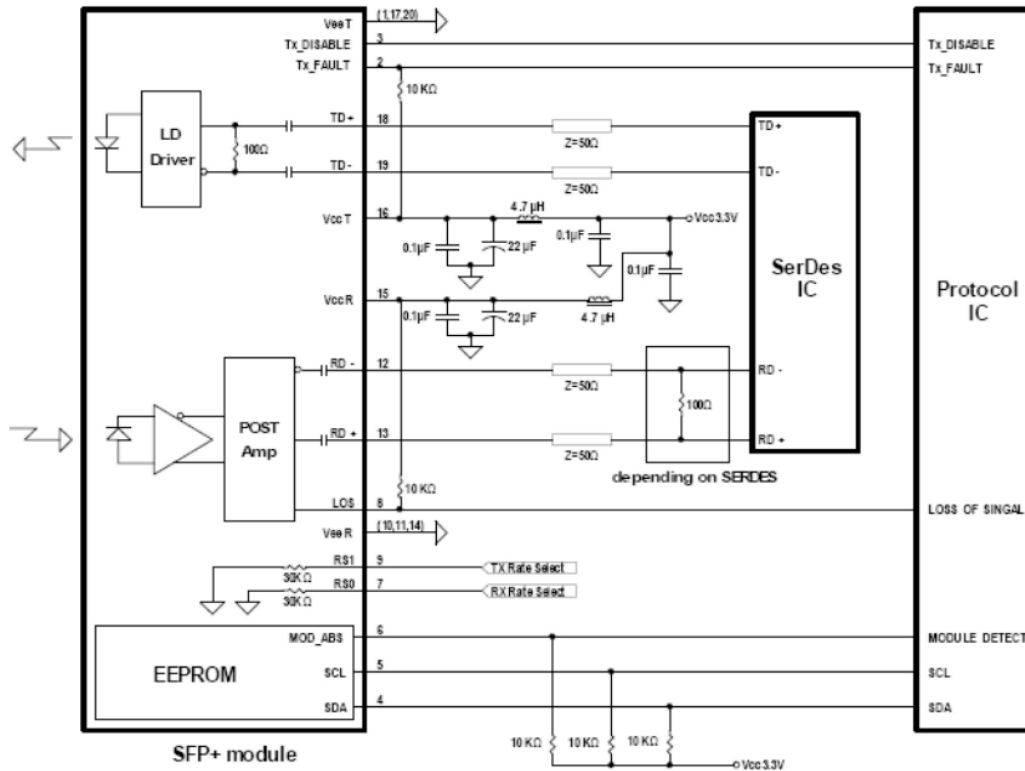 VeeT (1,17,20)
Tx_DISABLE 3 Tx_DISABLE
Tx_FAULT 2 Tx_FAULT
10 KΩ
LD
Driver
100Ω
TD+ 18 Z=50Ω TD+
TD- 19 Z=50Ω TD-
VccT 16 4.7 µH Vcc3.3V
0.1µF 22 µF 0.1µF 0.1µF
SerDes
IC
Protocol
IC
VccR 15 4.7 µH
0.1µF 22 µF
POST
Amp
RD - 12 Z=50Ω RD -
100Ω
RD + 13 Z=50Ω RD +
depending on SERDES
10 KΩ
LOS 8 LOSS OF SINGAL
VeeR (10,11,14)
RS1 9 TX Rate Select
30KΩ
RS0 7 RX Rate Select
30KΩ
EEPROM
MOD_ABS 6 MODULE DETECT
SCL 5 SCL
SDA 4 SDA
10 KΩ 10 KΩ 10 KΩ
Vcc3.3V
SFP+ module